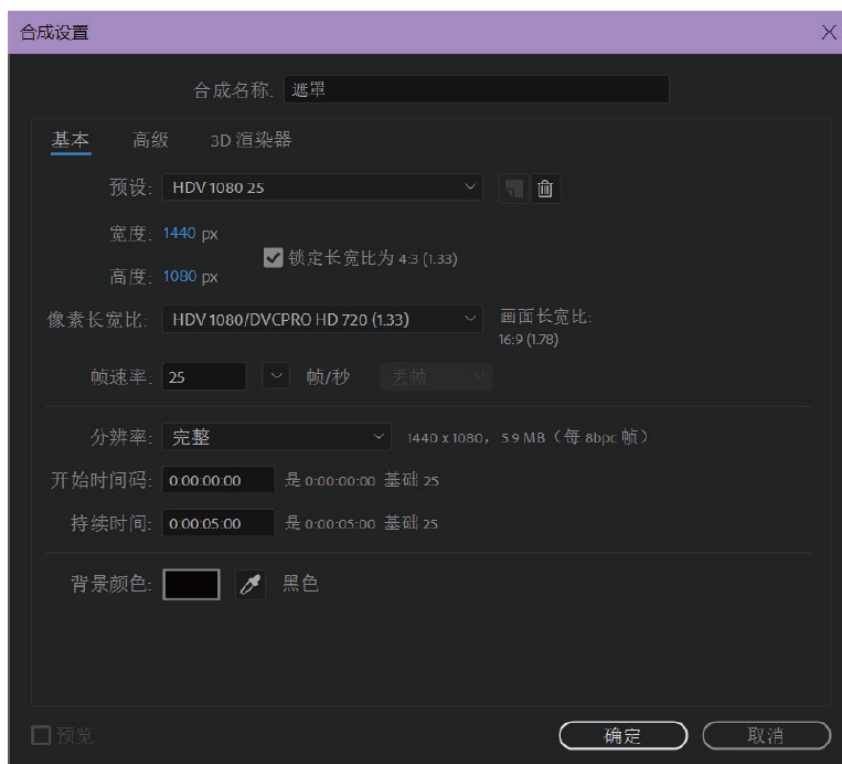 合成设置
合成名称: 遮罩
基本 高级 3D 渲染器
预设: HDV 1080 25
宽度: 1440 px
锁定长宽比为 4:3 (1.33)
高度: 1080 px
像素长宽比: HDV 1080/DVCPRO HD 720 (1.33) 画面长宽比:
16:9 (1.78)
帧速率: 25 帧/秒 丢帧
分辨率: 完整 1440 x 1080, 5.9 MB（每 8bpc 帧）
开始时间码: 0:00:00:00 是 0:00:00:00 基础 25
持续时间: 0:00:05:00 是 0:00:05:00 基础 25
背景颜色: 黑色
预览 确定 取消